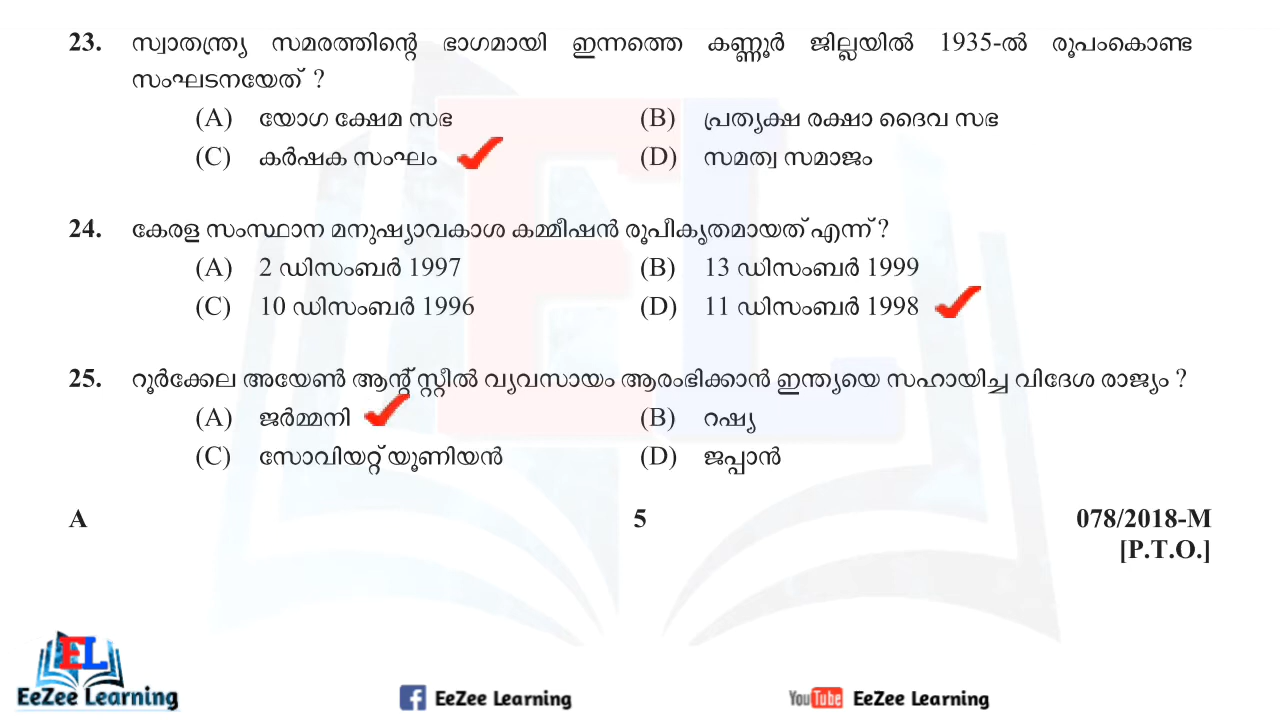 23. സ്വാതന്ത്ര്യ സമരത്തിന്റെ ഭാഗമായി ഇന്നത്തെ കണ്ണൂർ ജില്ലയിൽ 1935-ൽ രൂപംകൊണ്ട
സംഘടനയേത് ?
(A) യോഗ ക്ഷേമ സഭ (B) പ്രത്യക്ഷ രക്ഷാ ദൈവ സഭ
(C) കർഷക സംഘം (D) സമത്വ സമാജം
24. കേരള സംസ്ഥാന മനുഷ്യാവകാശ കമ്മീഷൻ രൂപീകൃതമായത് എന്ന് ?
(A) 2 ഡിസംബർ 1997 (B) 13 ഡിസംബർ 1999
(C) 10 ഡിസംബർ 1996 (D) 11 ഡിസംബർ 1998
25. റൂർക്കേല അയേൺ ആന്റ് സ്റ്റീൽ വ്യവസായം ആരംഭിക്കാൻ ഇന്ത്യയെ സഹായിച്ച വിദേശ രാജ്യം ?
(A) ജർമ്മനി (B) റഷ്യ
(C) സോവിയറ്റ് യൂണിയൻ (D) ജപ്പാൻ
A 5 078/2018-M
[P.T.O.]
EL
EeZee Learning EeZee Learning YouTube EeZee Learning